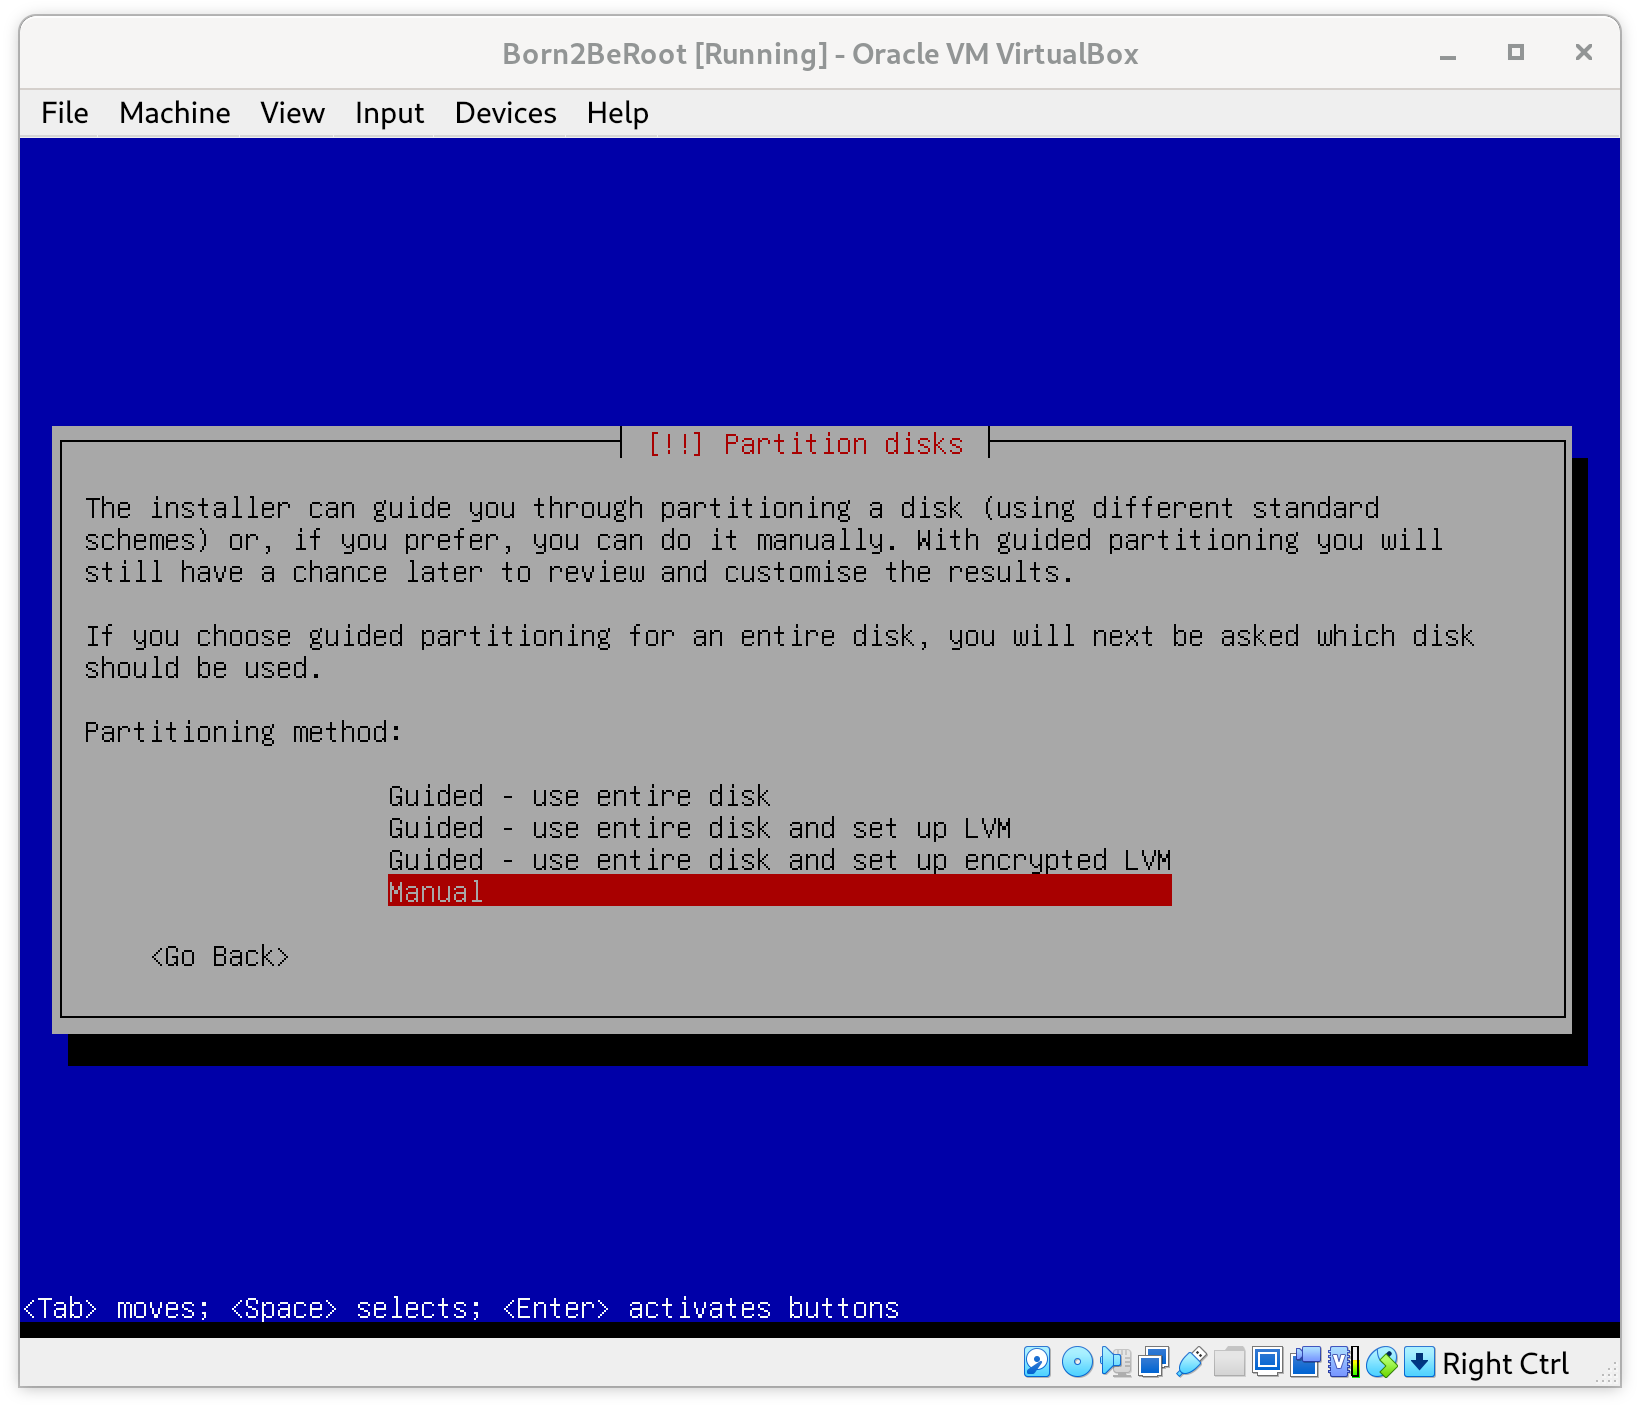 Born2BeRoot [Running] - Oracle VM VirtualBox
File Machine View Input Devices Help
[!!] Partition disks
The installer can guide you through partitioning a disk (using different standard
schemes) or, if you prefer, you can do it manually. With guided partitioning you will
still have a chance later to review and customise the results.
If you choose guided partitioning for an entire disk, you will next be asked which disk
should be used.
Partitioning method:
Guided - use entire disk
Guided - use entire disk and set up LVM
Guided - use entire disk and set up encrypted LVM
Manual
<Go Back>
<Tab> moves; <Space> selects; <Enter> activates buttons
Right Ctrl